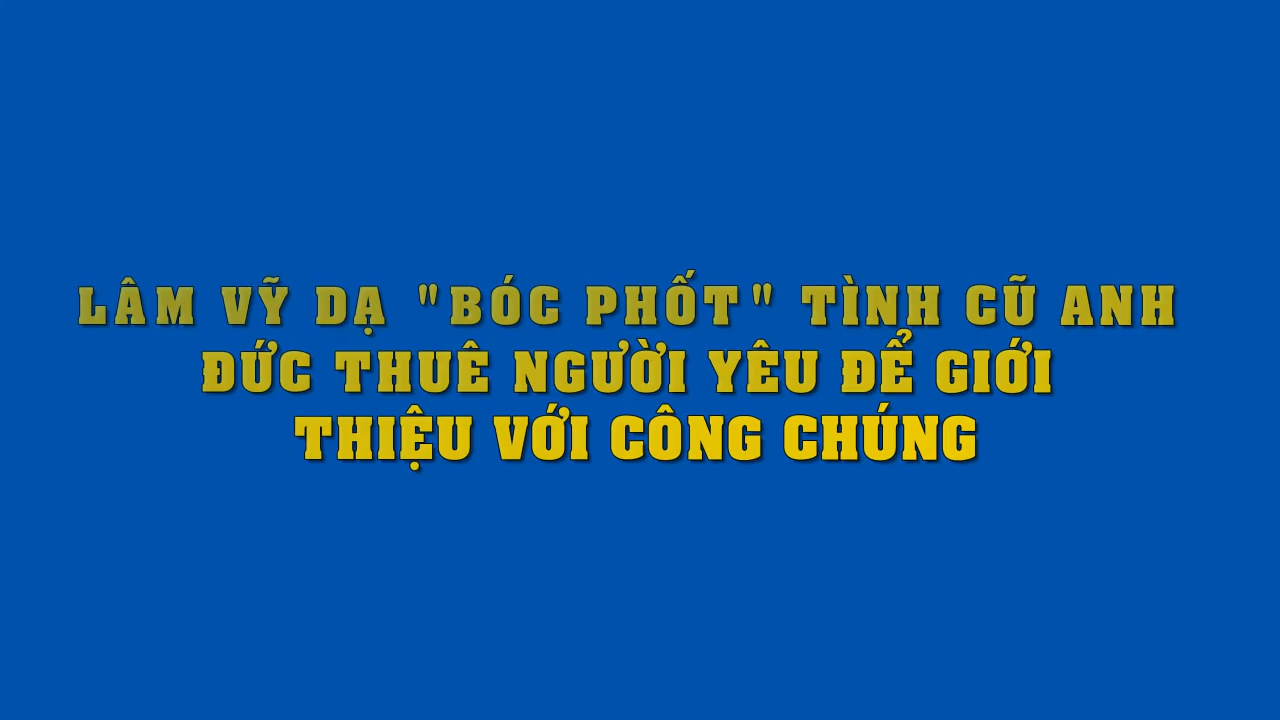 LÂM VỸ DẠ "BÓC PHỐT" TÌNH CŨ ANH
ĐỨC THUÊ NGƯỜI YÊU ĐỂ GIỚI
THIỆU VỚI CÔNG CHÚNG